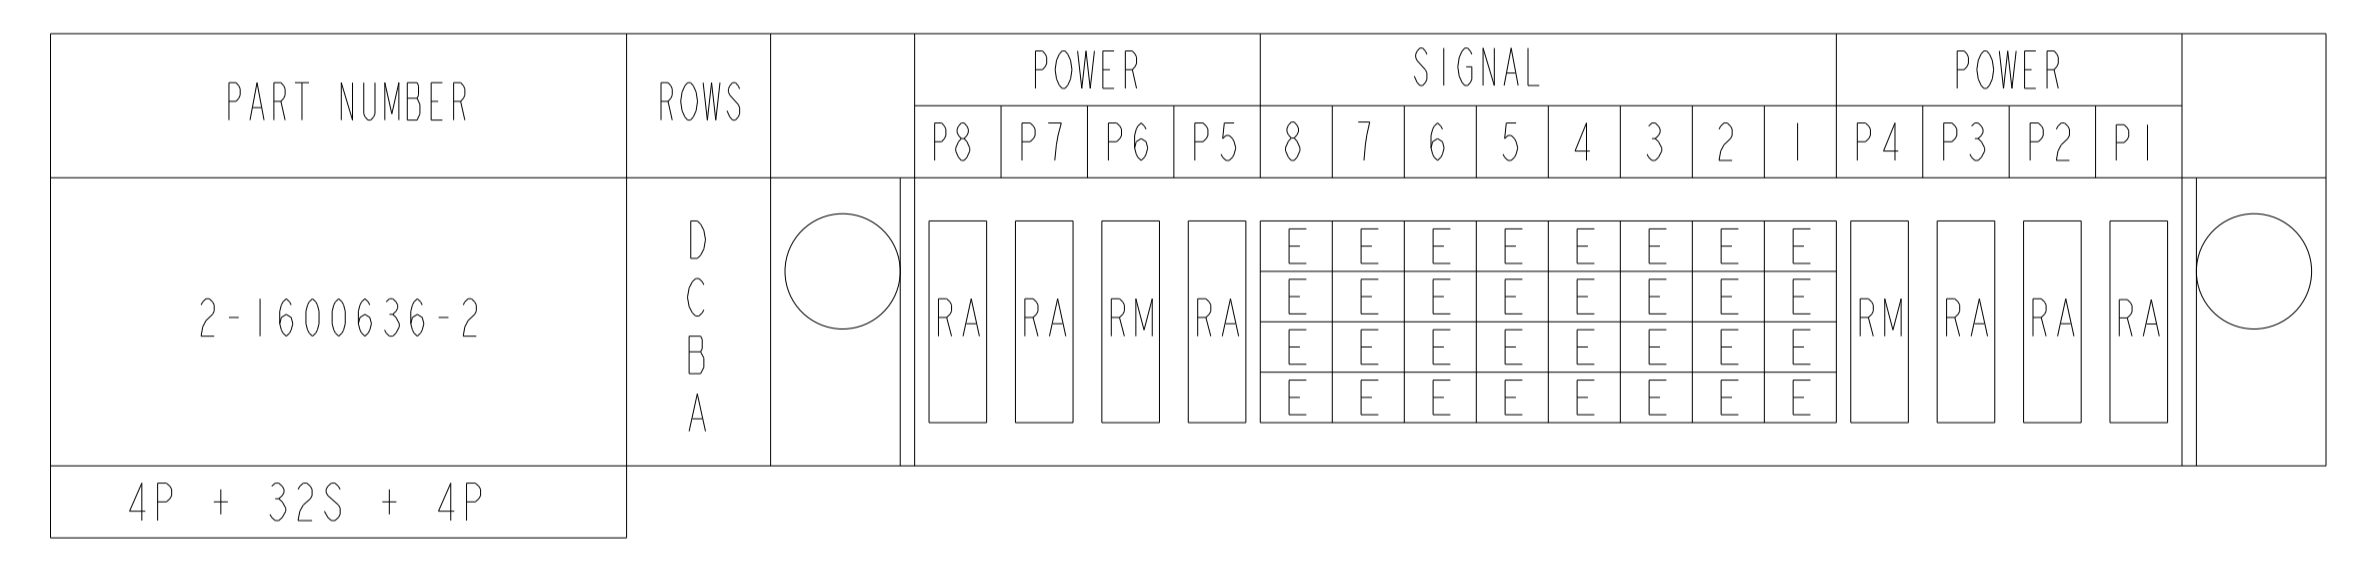 PART NUMBER ROWS POWER SIGNAL POWER
P8 P7 P6 P5 8 7 6 5 4 3 2 1 P4 P3 P2 P1
D E E E E E E E E
C E E E E E E E E
2-1600636-2 RA RA RM RA RM RA RA RA
B E E E E E E E E
A E E E E E E E E
4P + 32S + 4P